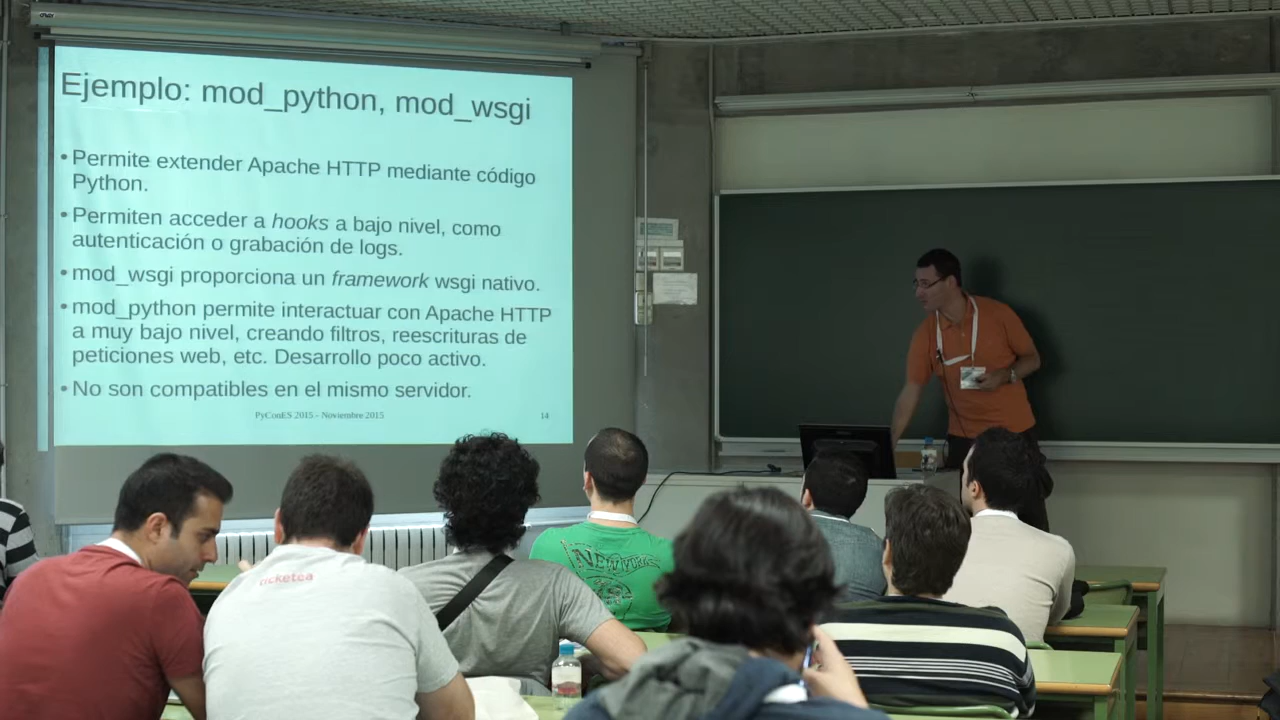 Ejemplo: mod_python, mod_wsgi
• Permite extender Apache HTTP mediante código
Python.
• Permiten acceder a hooks a bajo nivel, como
autenticación o grabación de logs.
• mod_wsgi proporciona un framework wsgi nativo.
• mod_python permite interactuar con Apache HTTP
a muy bajo nivel, creando filtros, reescrituras de
peticiones web, etc. Desarrollo poco activo.
• No son compatibles en el mismo servidor.
PyConES 2015 - Noviembre 2015
14
ticketea